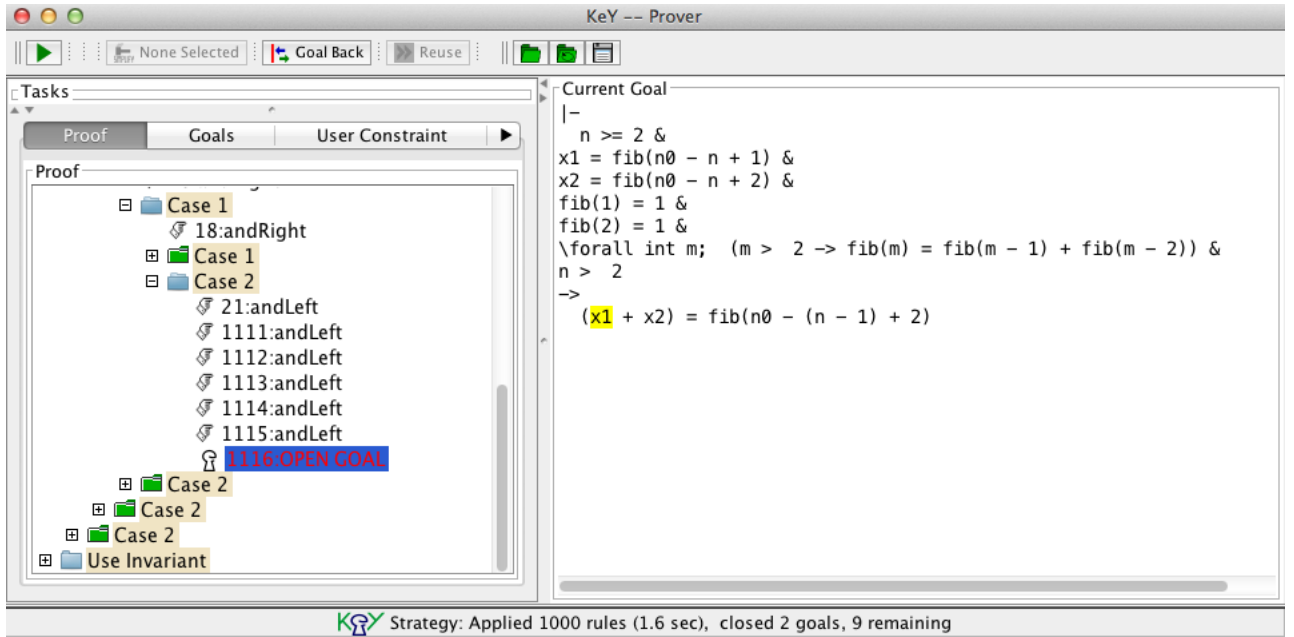 KeY -- Prover
None Selected Goal Back Reuse
Tasks
Proof Goals User Constraint
Proof
Case 1
18:andRight
Case 1
Case 2
21:andLeft
1111:andLeft
1112:andLeft
1113:andLeft
1114:andLeft
1115:andLeft
1116:OPEN GOAL
Case 2
Case 2
Case 2
Use Invariant
Current Goal
|-
n >= 2 &
x1 = fib(n0 - n + 1) &
x2 = fib(n0 - n + 2) &
fib(1) = 1 &
fib(2) = 1 &
\forall int m; (m > 2 -> fib(m) = fib(m - 1) + fib(m - 2)) &
n > 2
->
(x1 + x2) = fib(n0 - (n - 1) + 2)
KeY Strategy: Applied 1000 rules (1.6 sec), closed 2 goals, 9 remaining